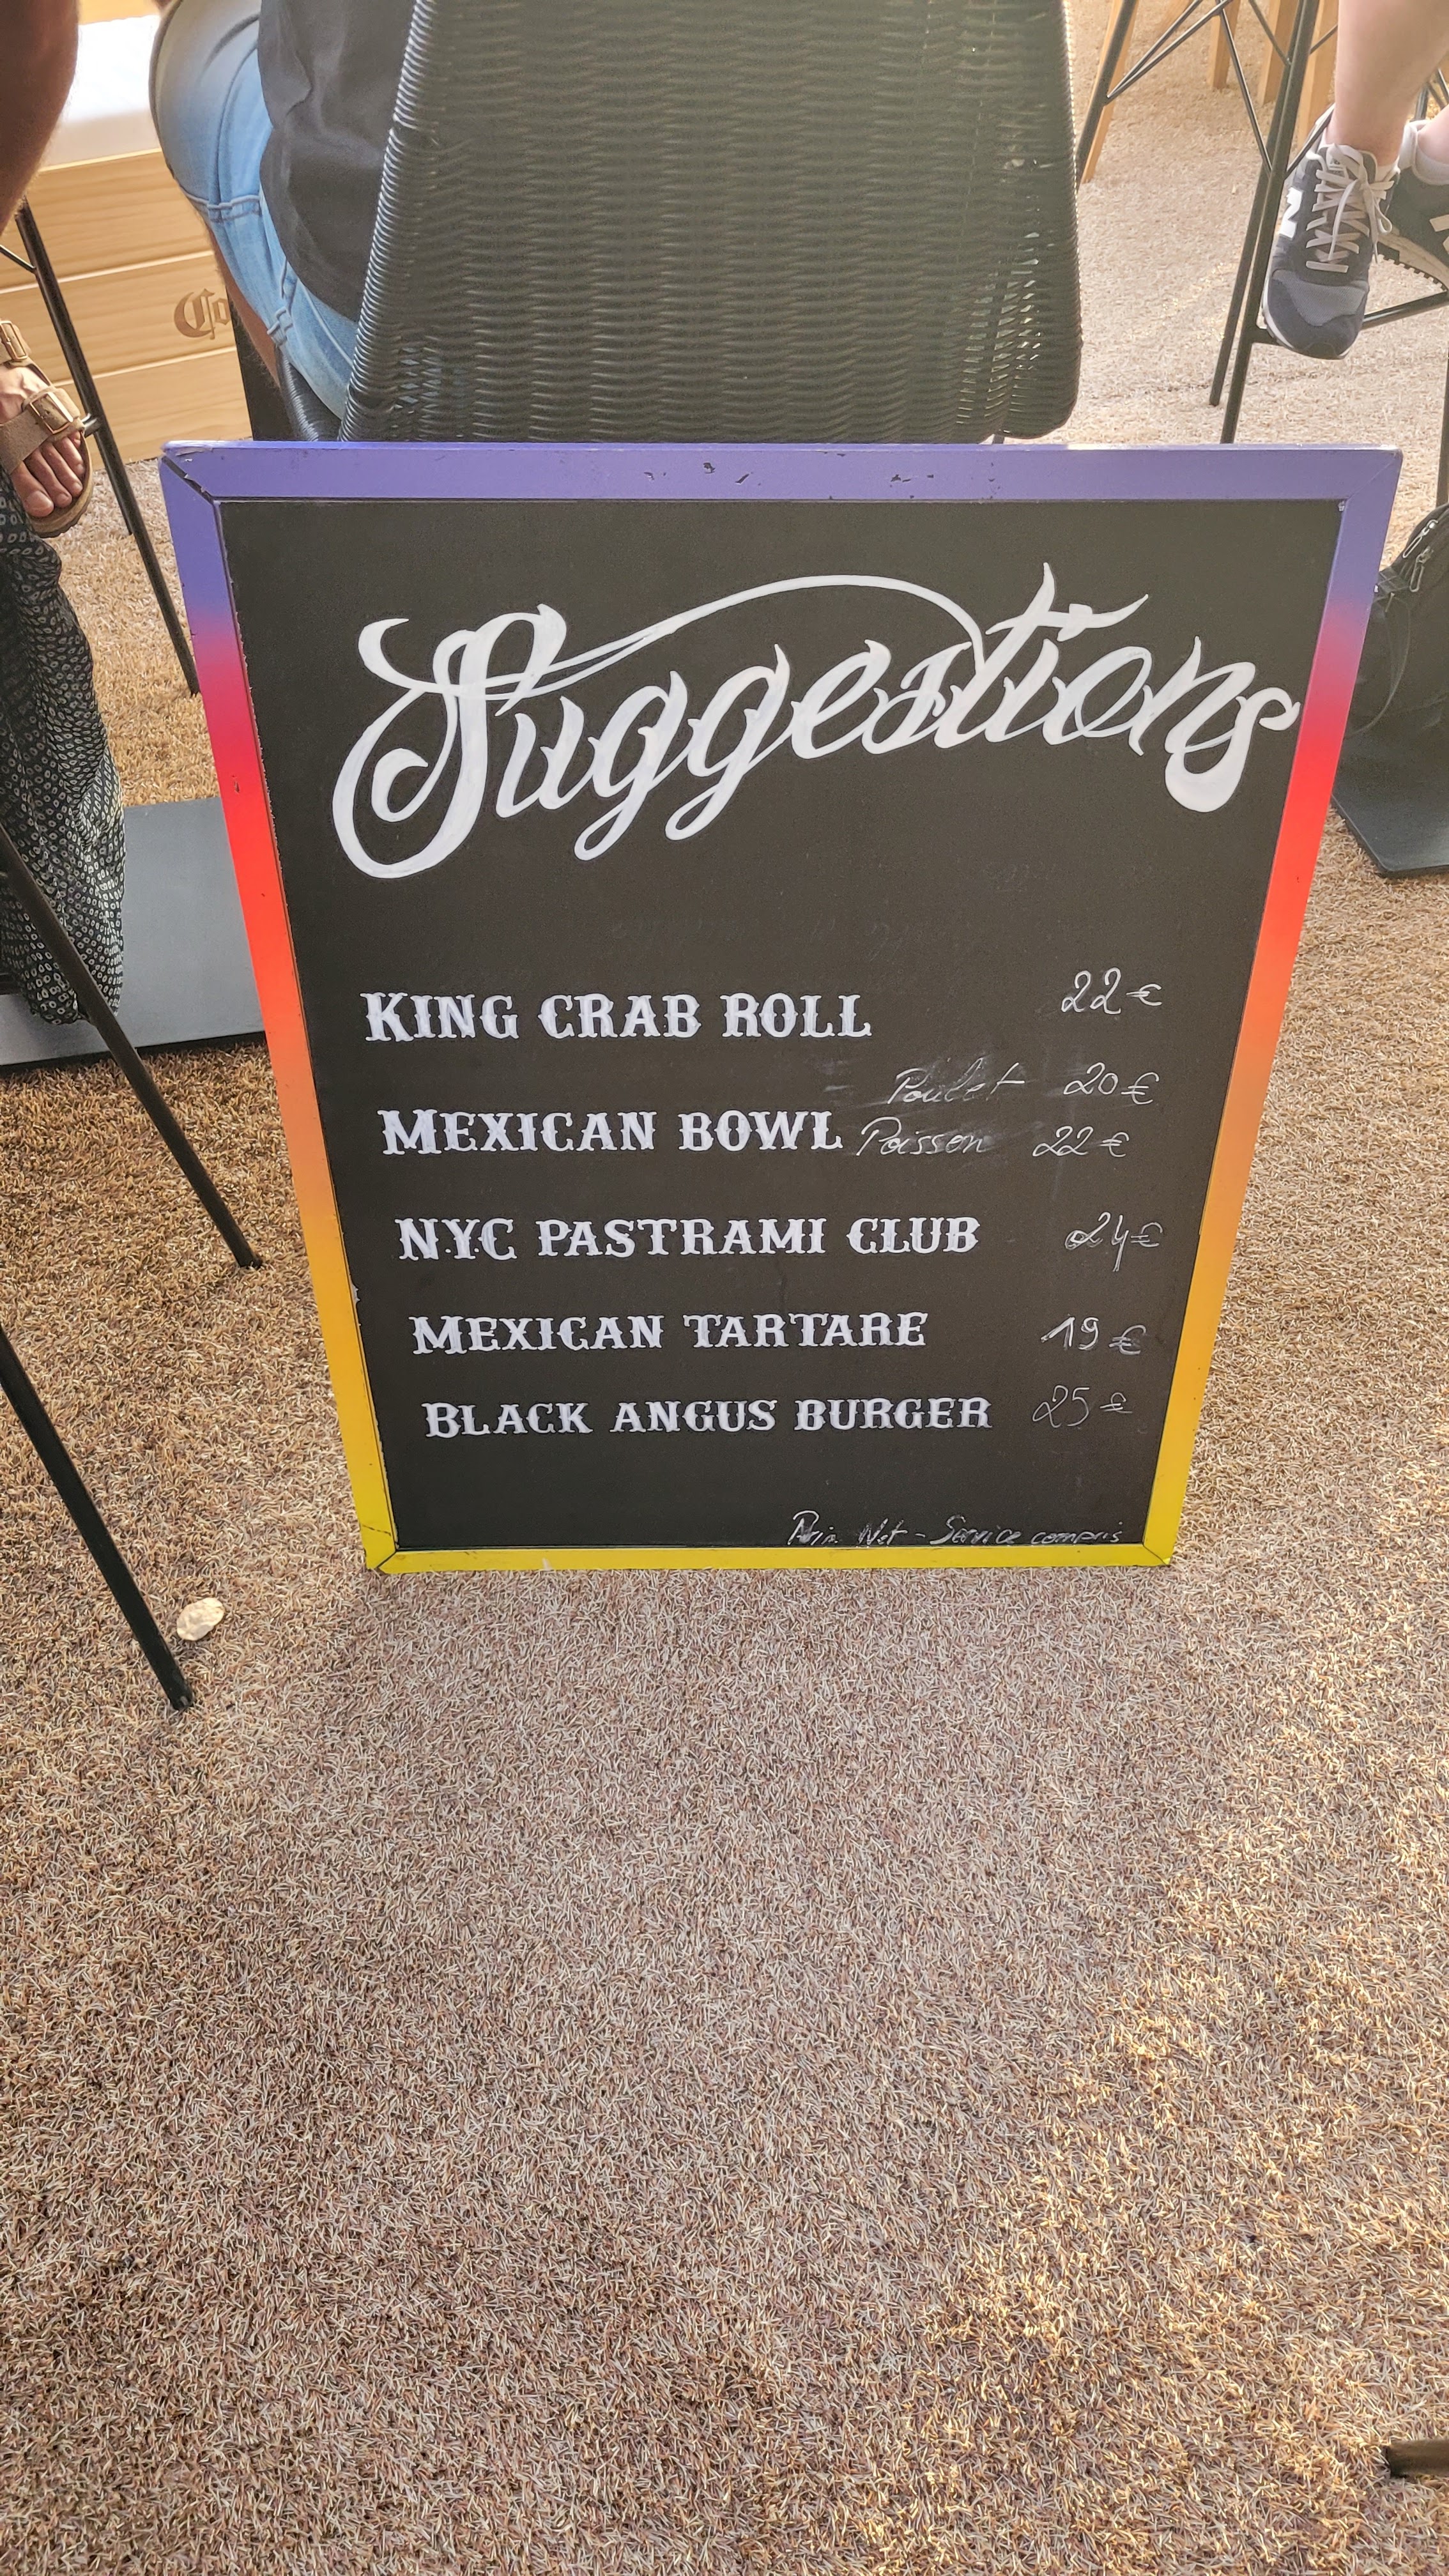 Co
Suggestions
KING CRAB ROLL 22€
Poulet 20€
MEXICAN BOWL Poisson 22€
N.Y.C PASTRAMI CLUB 24€
MEXICAN TARTARE 19€
BLACK ANGUS BURGER 25€
Prix Net - Service compris